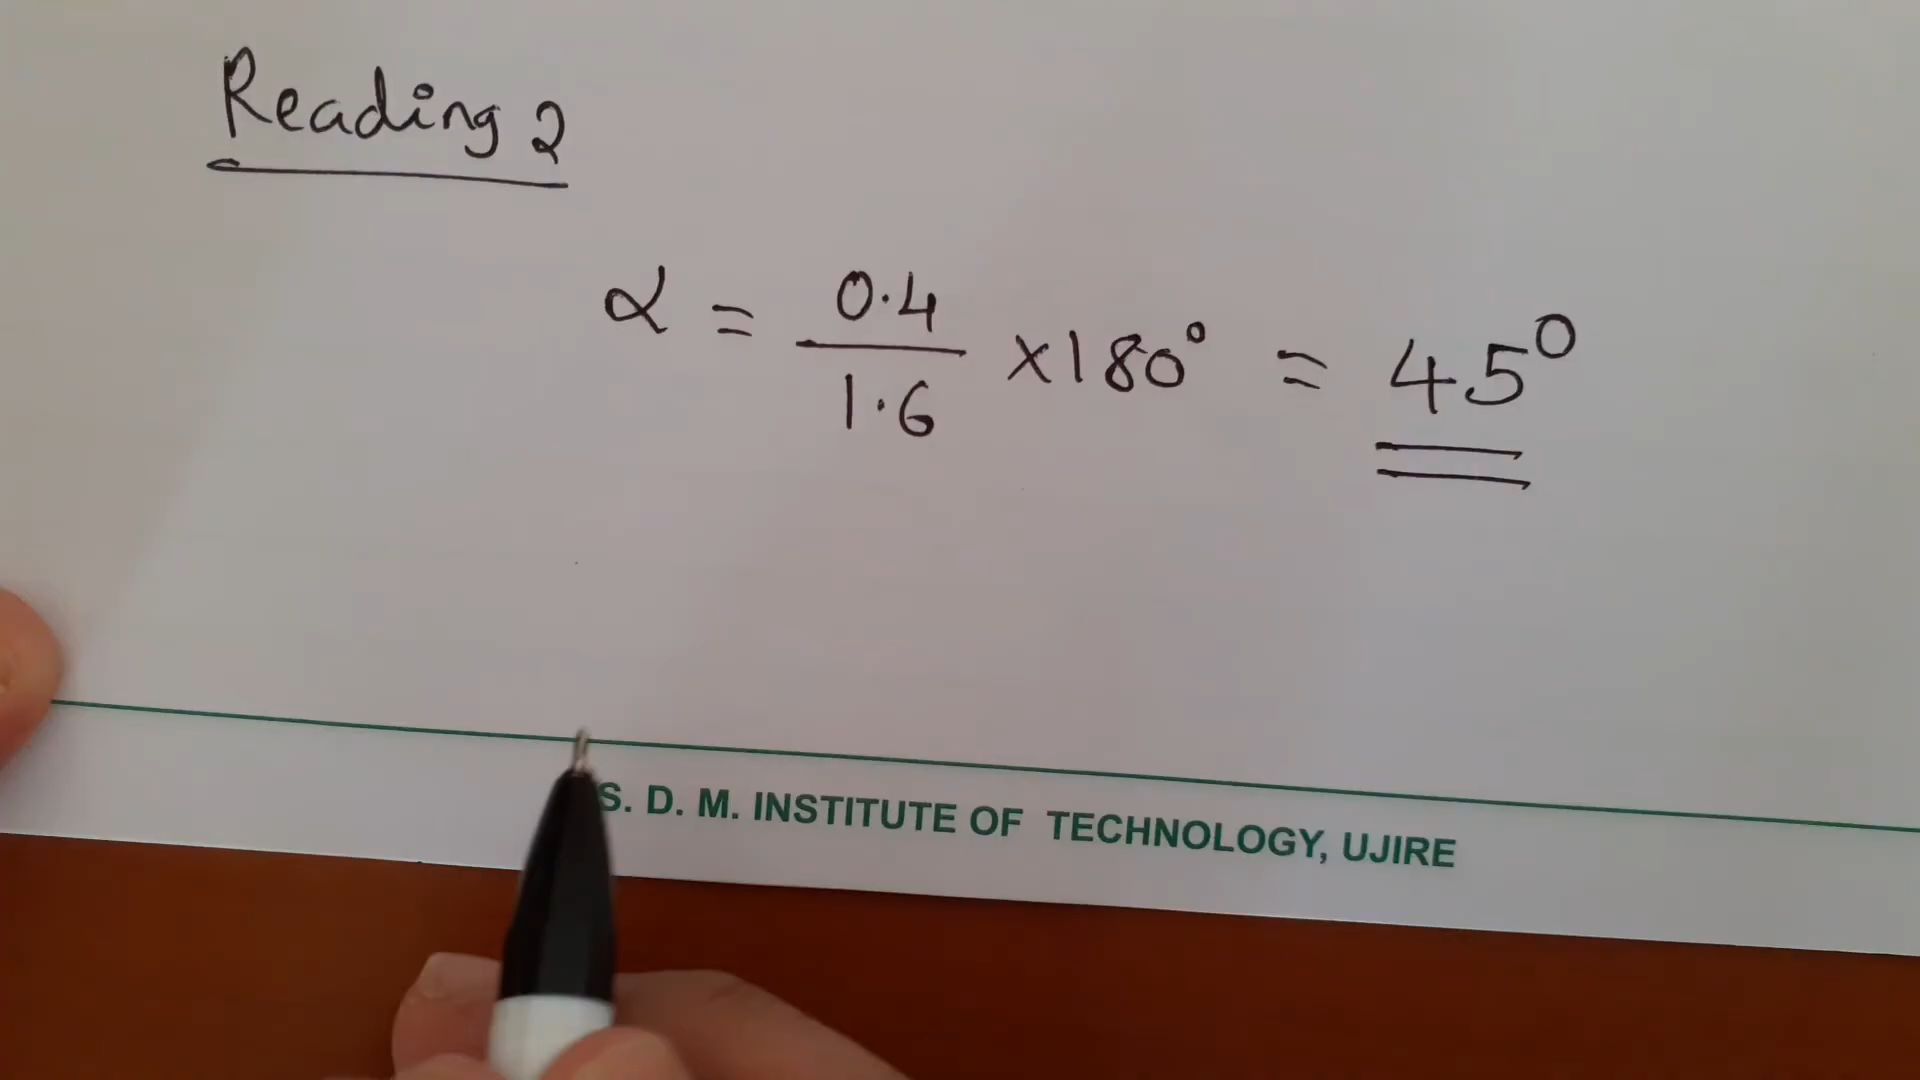 Reading 2
α = 0.4/1.6 ×180° = 45°
S. D. M. INSTITUTE OF TECHNOLOGY, UJIRE